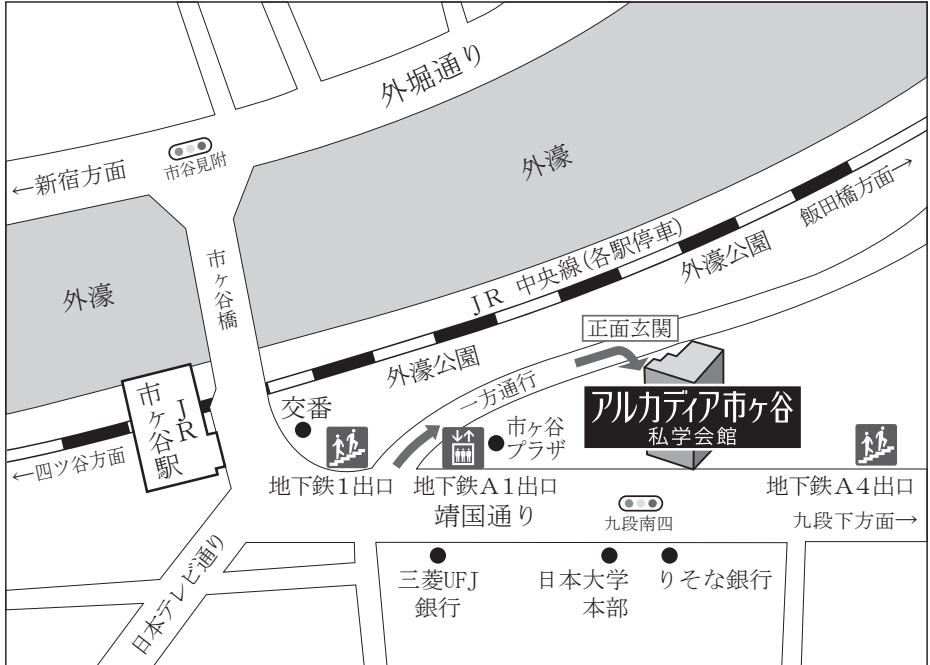 外堀通り
市谷見附
←新宿方面
外濠
飯田橋方面→
市ヶ谷橋
外濠
JR 中央線(各駅停車)
外濠公園
正面玄関
外濠公園
一方通行
アルカディア市ヶ谷
私学会館
JR
市ヶ谷駅
交番
市ヶ谷
プラザ
←四ツ谷方面
地下鉄1出口
地下鉄A1出口
地下鉄A4出口
靖国通り
九段南四
九段下方面→
日本テレビ通り
三菱UFJ
銀行
日本大学
本部
りそな銀行